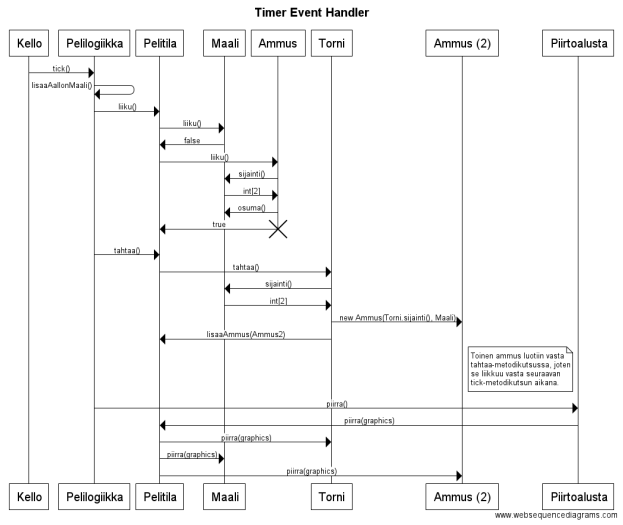 Timer Event Handler
Kello
Pelilogiikka
Pelitila
Maali
Ammus
Torni
Ammus (2)
Piirtoalusta
tick()
lisaaAallonMaali()
liiku()
liiku()
false
liiku()
sijainti()
int[2]
osuma()
true
tahtaa()
tahtaa()
sijainti()
int[2]
new Ammus(Torni.sijainti(), Maali)
lisaaAmmus(Ammus2)
Toinen ammus luotiin vasta
tahtaa-metodikutsussa, joten
se liikkuu vasta seuraavan
tick-metodikutsun aikana.
piirra()
piirra(graphics)
piirra(graphics)
piirra(graphics)
piirra(graphics)
Kello
Pelilogiikka
Pelitila
Maali
Torni
Ammus (2)
Piirtoalusta
www.websequencediagrams.com